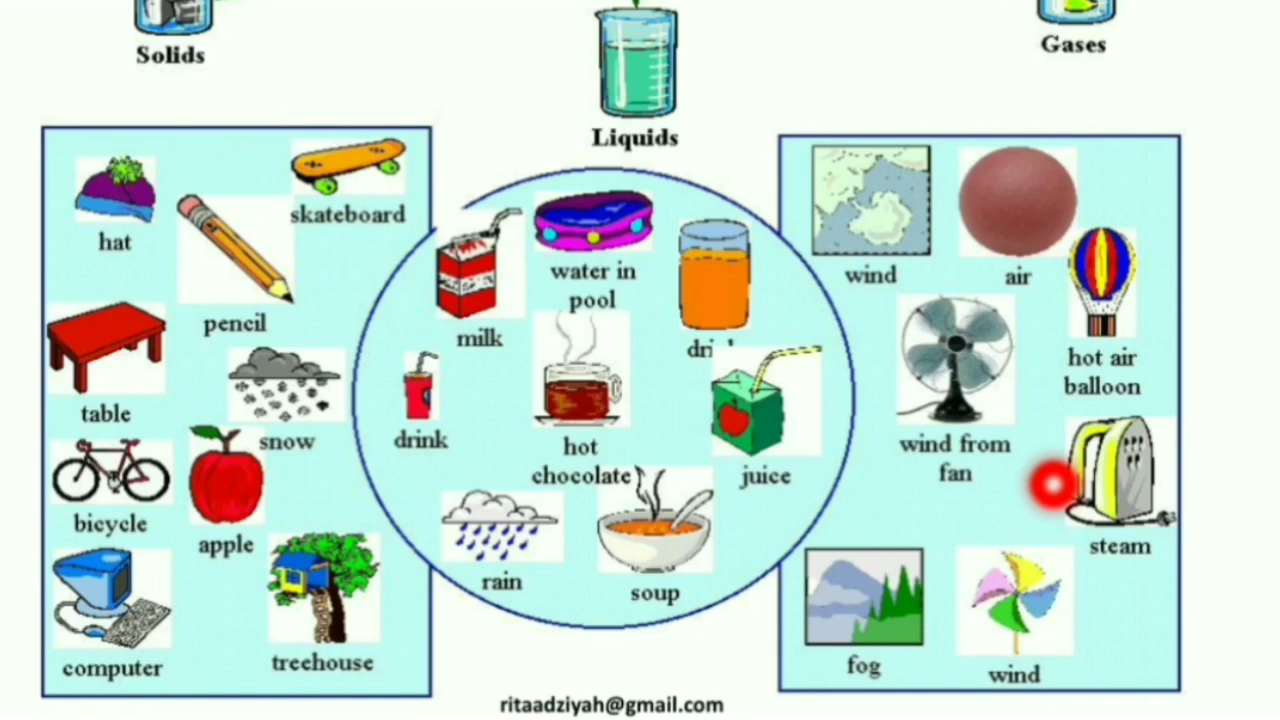 Solids
Liquids
Gases
hat
skateboard
pencil
table
snow
bicycle
apple
computer
treehouse
milk
water in
pool
drink
hot
chocolate
juice
rain
soup
wind
air
hot air
balloon
wind from
fan
steam
fog
wind
ritaadziyah@gmail.com